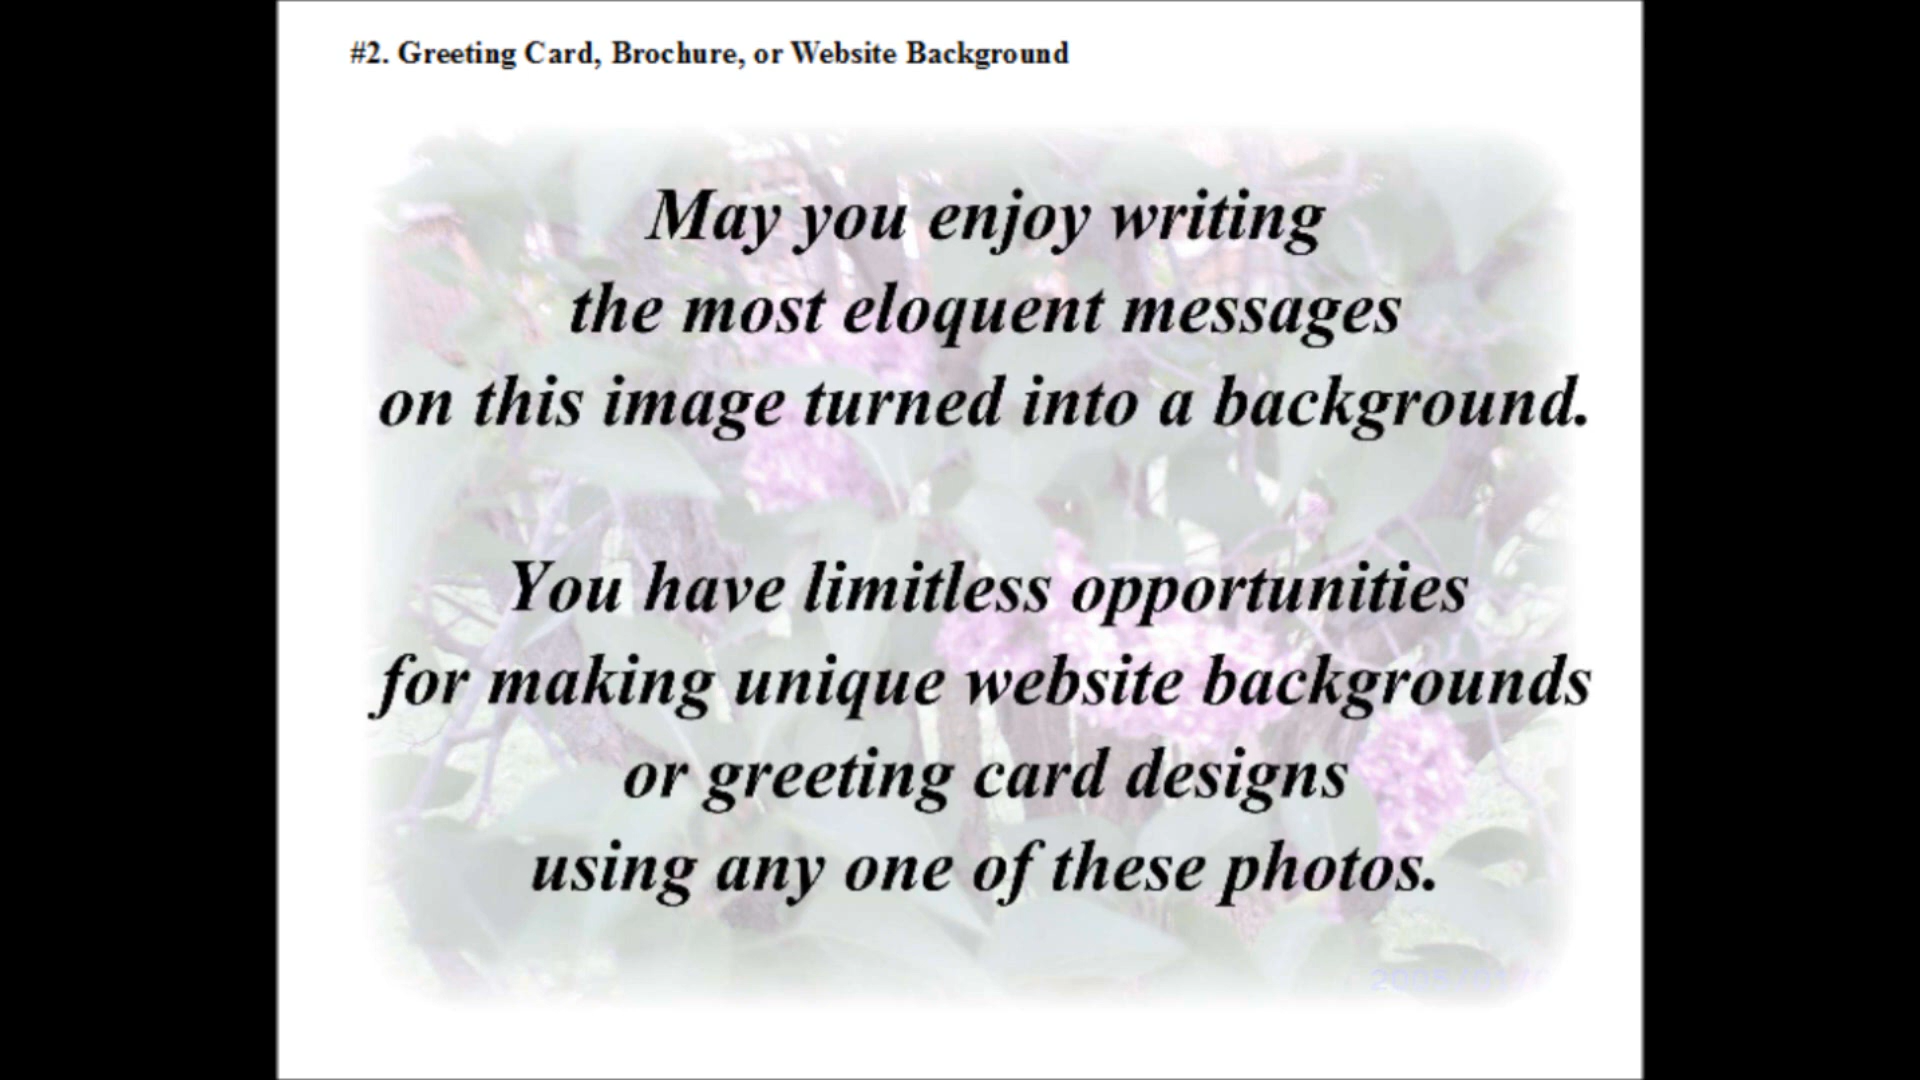 #2. Greeting Card, Brochure, or Website Background
May you enjoy writing
the most eloquent messages
on this image turned into a background.
You have limitless opportunities
for making unique website backgrounds
or greeting card designs
using any one of these photos.